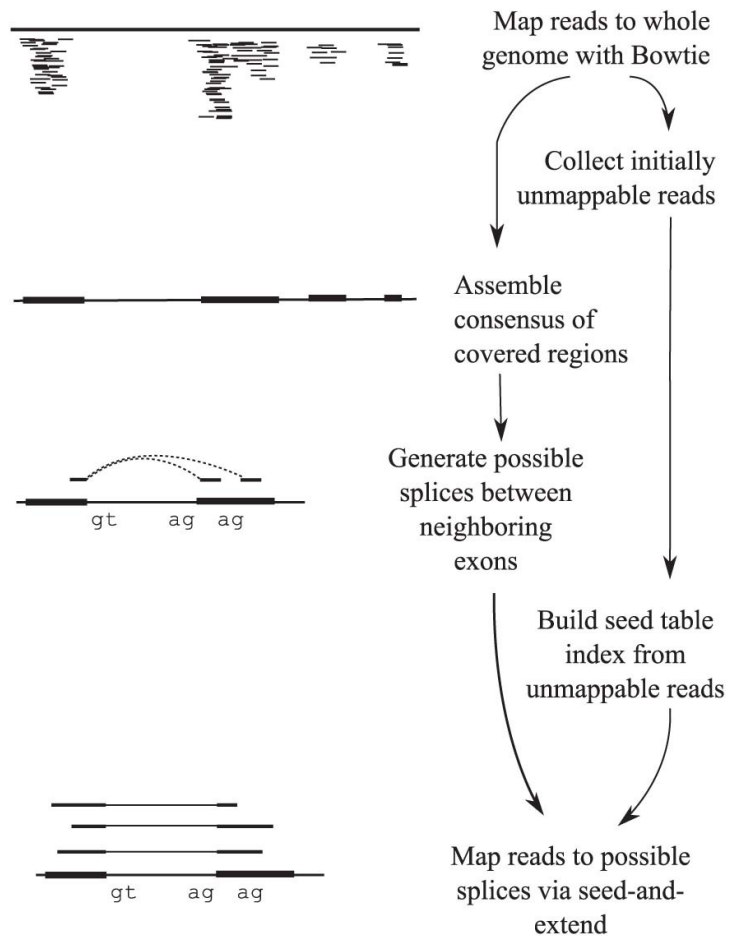 Map reads to whole
genome with Bowtie
Collect initially
unmappable reads
Assemble
consensus of
covered regions
Generate possible
splices between
neighboring
exons
gt ag ag
Build seed table
index from
unmappable reads
Map reads to possible
splices via seed-and-
extend
gt ag ag